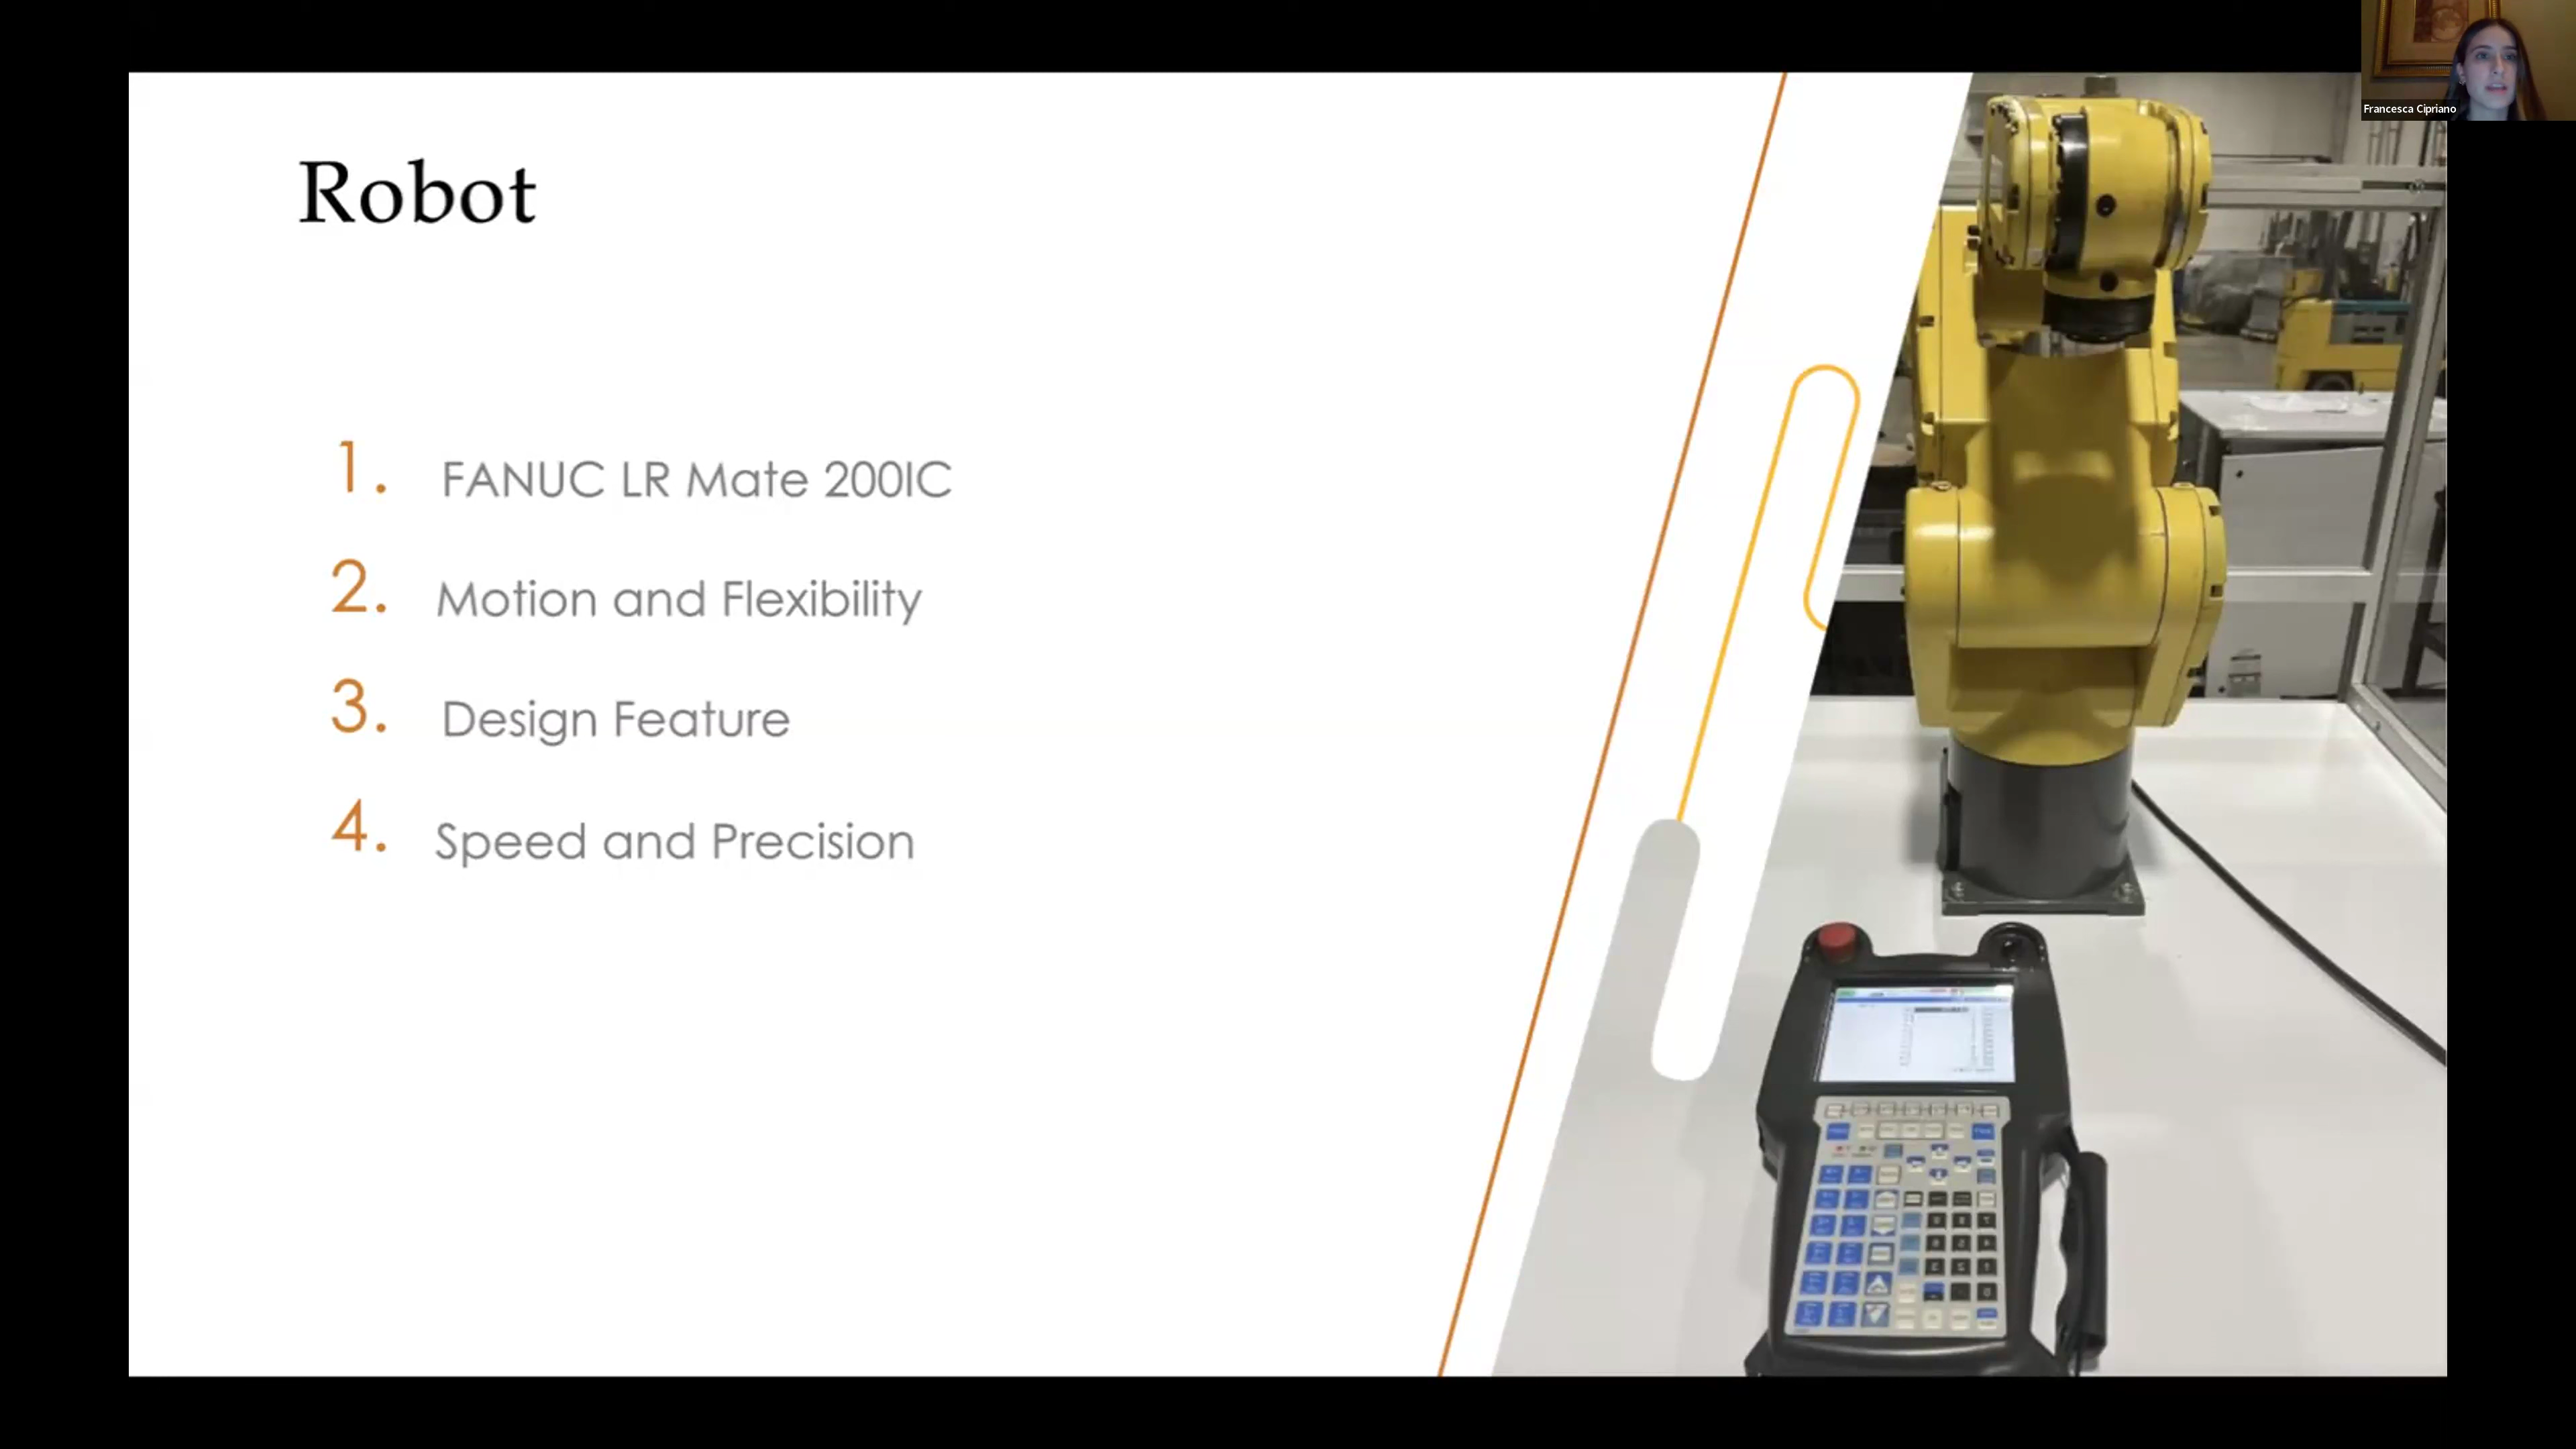 Francesca Cipriano
Robot
1. FANUC LR Mate 200IC
2. Motion and Flexibility
3. Design Feature
4. Speed and Precision